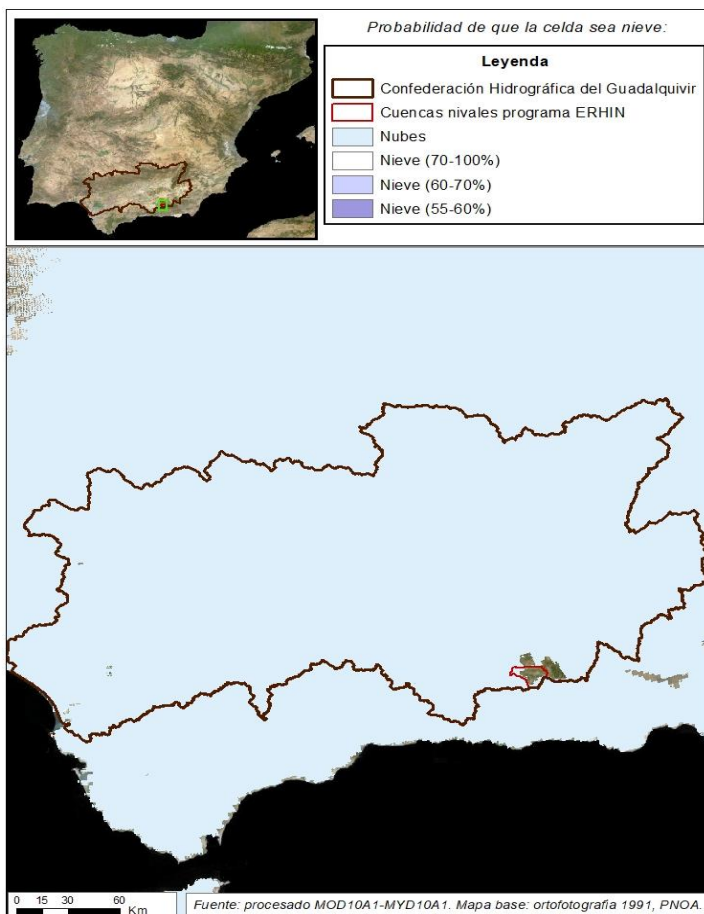 Probabilidad de que la celda sea nieve:
Leyenda
Confederación Hidrográfica del Guadalquivir
Cuencas nivales programa ERHIN
Nubes
Nieve (70-100%)
Nieve (60-70%)
Nieve (55-60%)
0 15 30 60
Km
Fuente: procesado MOD10A1-MYD10A1. Mapa base: ortofotografia 1991, PNOA.